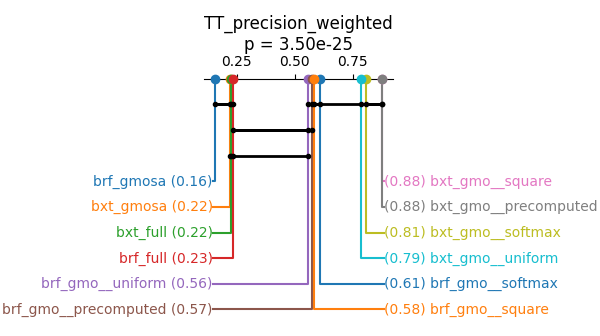 TT_precision_weighted
p = 3.50e-25
0.25 0.50 0.75
brf_gmosa (0.16) (0.88) bxt_gmo__square
bxt_gmosa (0.22) (0.88) bxt_gmo__precomputed
bxt_full (0.22) (0.81) bxt_gmo__softmax
brf_full (0.23) (0.79) bxt_gmo__uniform
brf_gmo__uniform (0.56) (0.61) brf_gmo__softmax
brf_gmo__precomputed (0.57) (0.58) brf_gmo__square